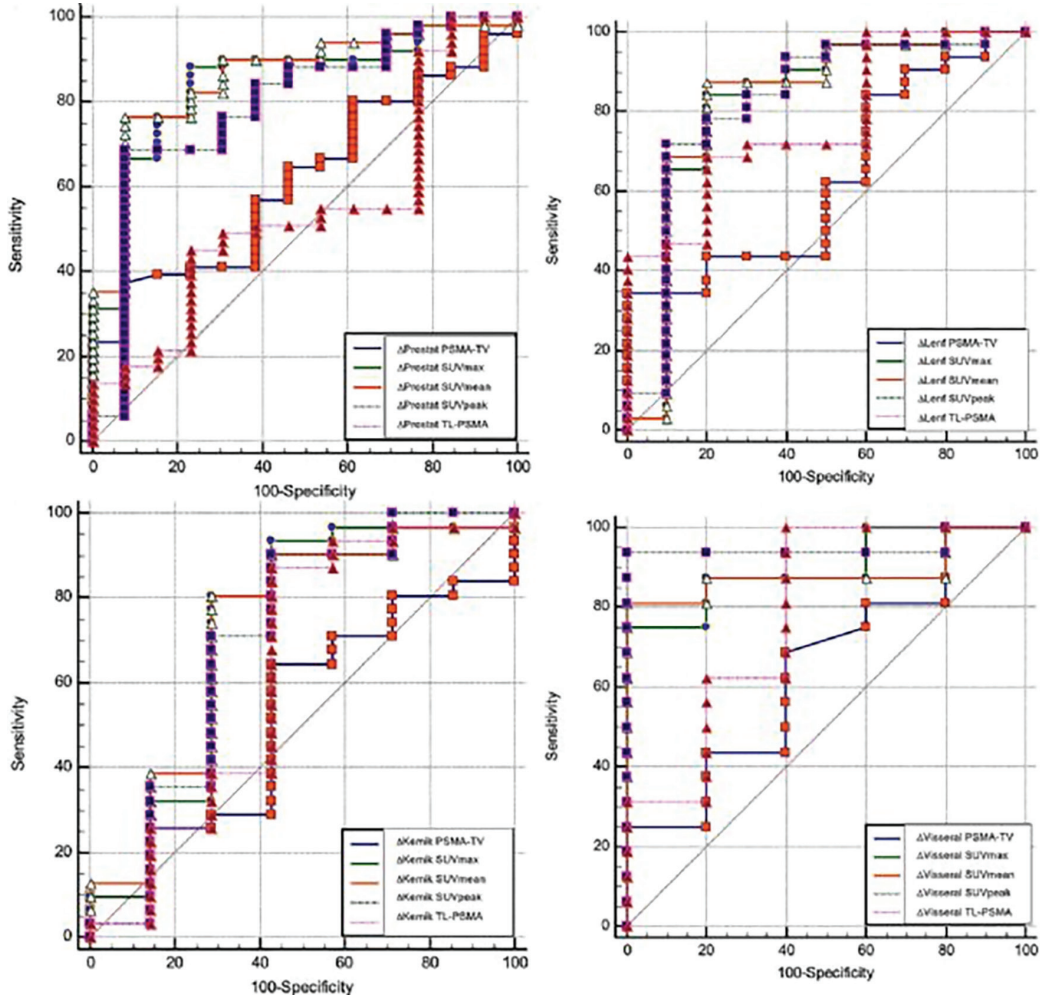 100
80
60
40
20
0
Sensitivity
0 20 40 60 80 100
100-Specificity
ΔProstat PSMA-TV
ΔProstat SUVmax
ΔProstat SUVmean
ΔProstat SUVpeak
ΔProstat TL-PSMA
100
80
60
40
20
0
Sensitivity
0 20 40 60 80 100
100-Specificity
ΔLenf PSMA-TV
ΔLenf SUVmax
ΔLenf SUVmean
ΔLenf SUVpeak
ΔLenf TL-PSMA
100
80
60
40
20
0
Sensitivity
0 20 40 60 80 100
100-Specificity
ΔKemik PSMA-TV
ΔKemik SUVmax
ΔKemik SUVmean
ΔKemik SUVpeak
ΔKemik TL-PSMA
100
80
60
40
20
0
Sensitivity
0 20 40 60 80 100
100-Specificity
ΔVisseral PSMA-TV
ΔVisseral SUVmax
ΔVisseral SUVmean
ΔVisseral SUVpeak
ΔVisseral TL-PSMA